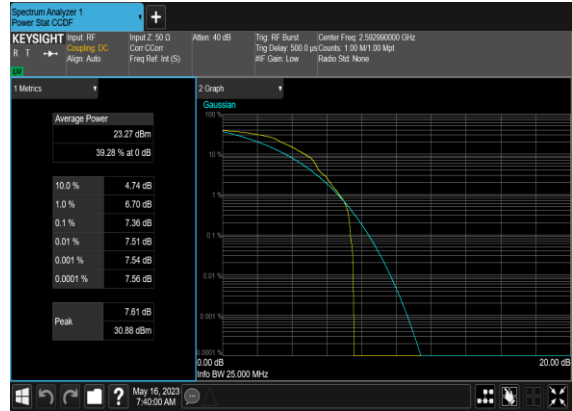 Spectrum Analyzer 1
Power Stat CCDF
KEYSIGHT
R T
Input: RF
Coupling: DC
Align: Auto
Input Z: 50 Ω
Corr CCorr
Freq Ref: Int (S)
Atten: 40 dB
Trig: RF Burst
Trig Delay: 500.0 µs
#IF Gain: Low
Center Freq: 2.592990000 GHz
Counts: 1.00 M/1.00 Mpt
Radio Std: None
1 Metrics
Average Power
23.27 dBm
39.28 % at 0 dB
10.0 % 4.74 dB
1.0 % 6.70 dB
0.1 % 7.36 dB
0.01 % 7.51 dB
0.001 % 7.54 dB
0.0001 % 7.56 dB
Peak
7.61 dB
30.88 dBm
2 Graph
Gaussian
100 %
10 %
1 %
0.1 %
0.01 %
0.001 %
0.0001 %
0.00 dB 20.00 dB
Info BW 25.000 MHz
May 16, 2023
7:40:00 AM